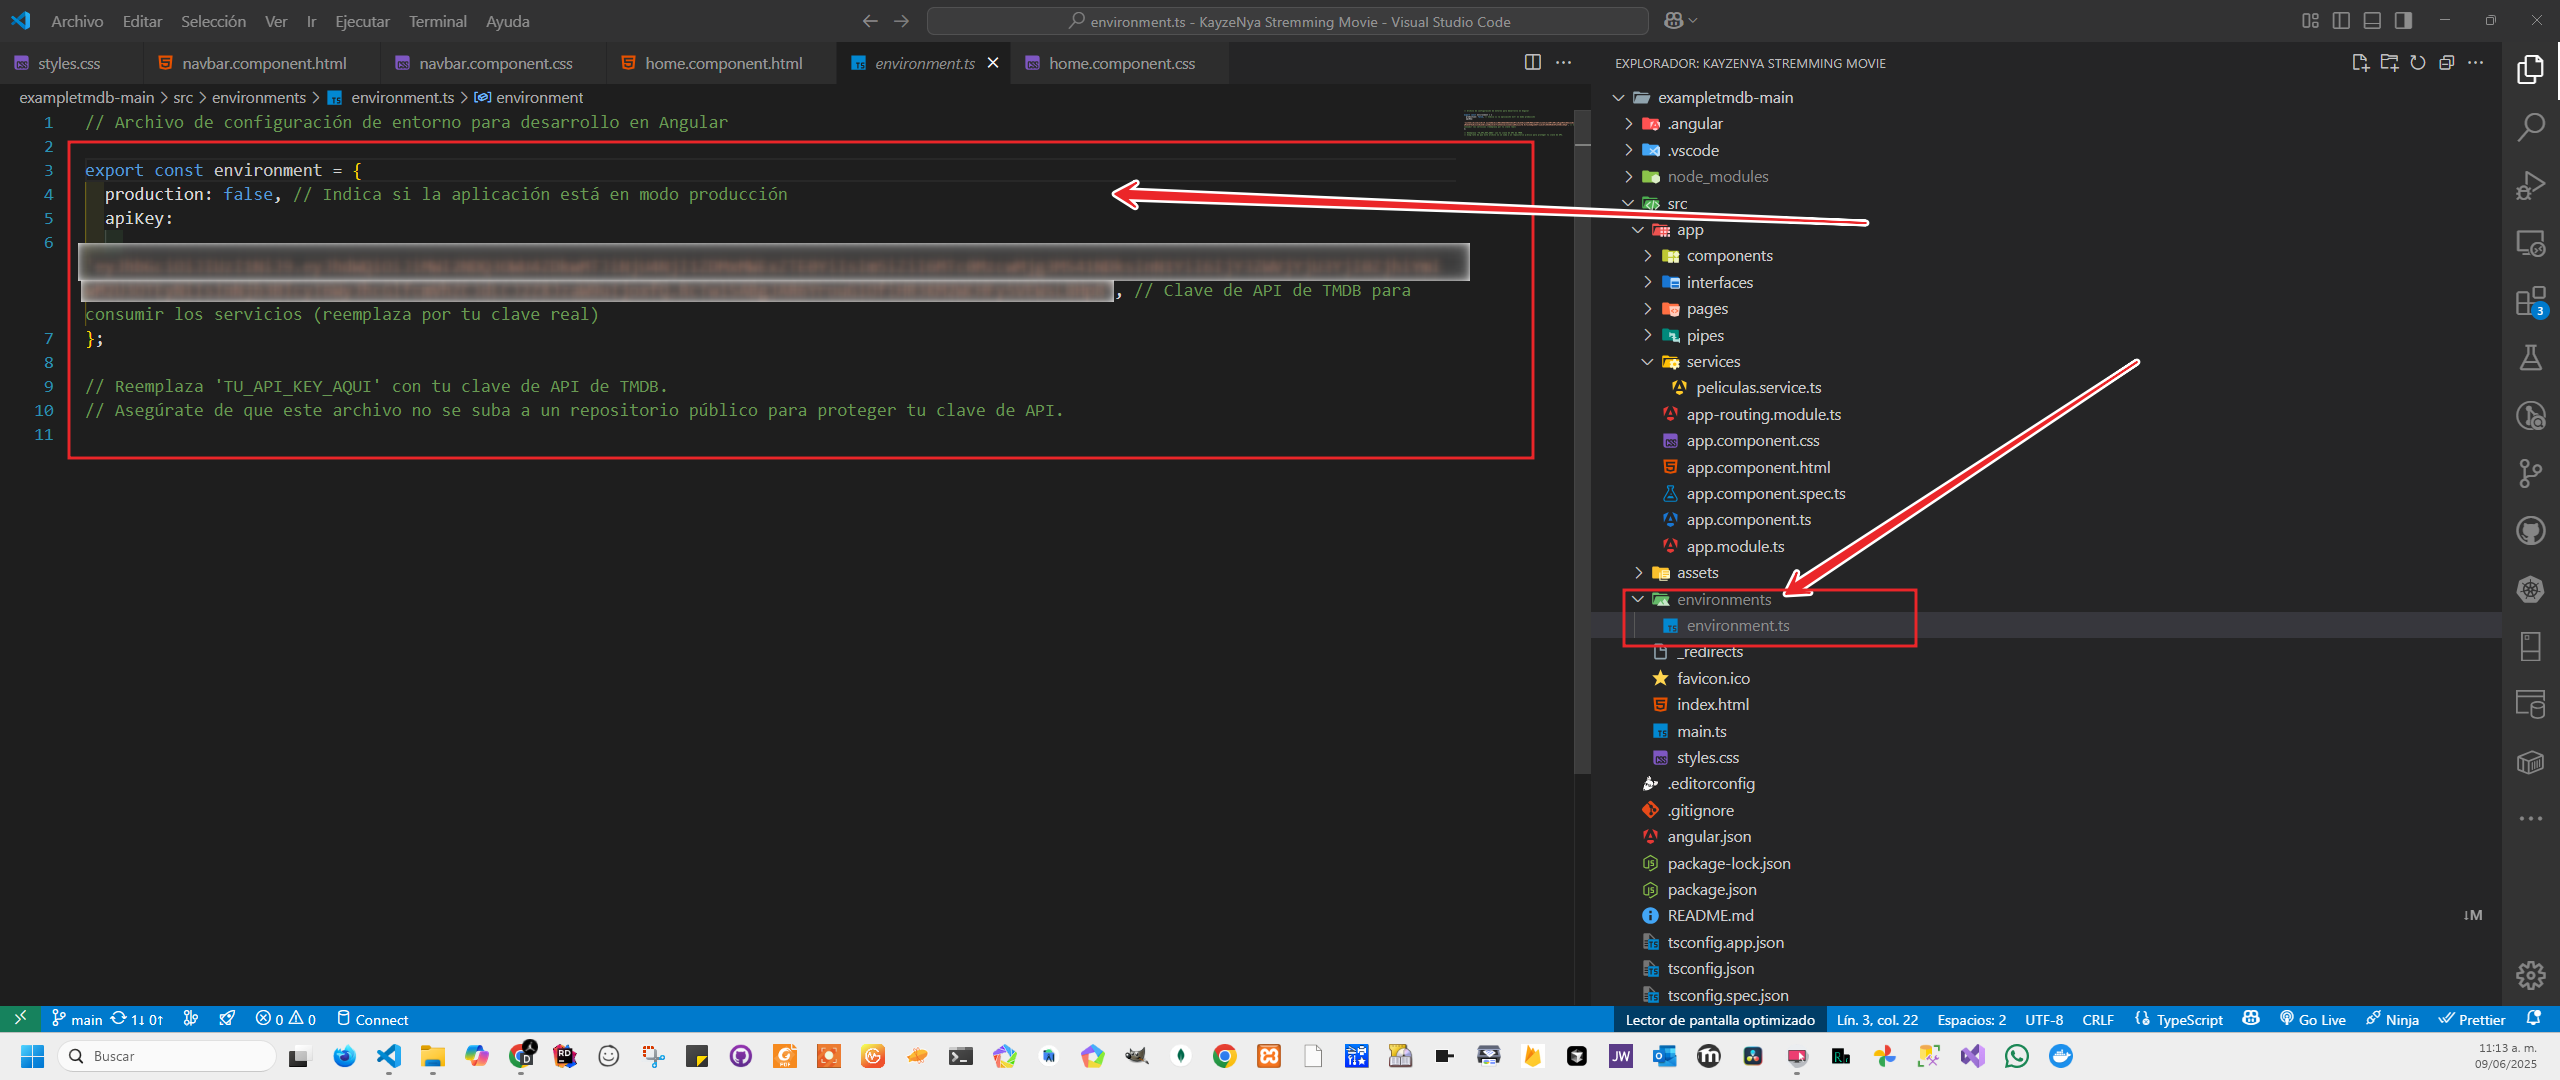 Archivo Editar Selección Ver Ir Ejecutar Terminal Ayuda
environment.ts - KayzeNya Stremming Movie - Visual Studio Code
styles.css navbar.component.html navbar.component.css home.component.html environment.ts home.component.css
exampletmdb-main > src > environments > environment.ts > environment
1 // Archivo de configuración de entorno para desarrollo en Angular
2
3 export const environment = {
4 production: false, // Indica si la aplicación está en modo producción
5 apiKey:
6
, // Clave de API de TMDB para
consumir los servicios (reemplaza por tu clave real)
7 };
8
9 // Reemplaza 'TU_API_KEY_AQUI' con tu clave de API de TMDB.
10 // Asegúrate de que este archivo no se suba a un repositorio público para proteger tu clave de API.
11
EXPLORADOR: KAYZENYA STREMMING MOVIE
exampletmdb-main
.angular
.vscode
node_modules
src
app
components
interfaces
pages
pipes
services
peliculas.service.ts
app-routing.module.ts
app.component.css
app.component.html
app.component.spec.ts
app.component.ts
app.module.ts
assets
environments
environment.ts
_redirects
favicon.ico
index.html
main.ts
styles.css
.editorconfig
.gitignore
angular.json
package-lock.json
package.json
README.md ↓M
tsconfig.app.json
tsconfig.json
tsconfig.spec.json
3
main 1↓ 0↑ 0 0 Connect
Lector de pantalla optimizado Lín. 3, col. 22 Espacios: 2 UTF-8 CRLF TypeScript Go Live Ninja Prettier
Buscar
11:13 a. m.
09/06/2025